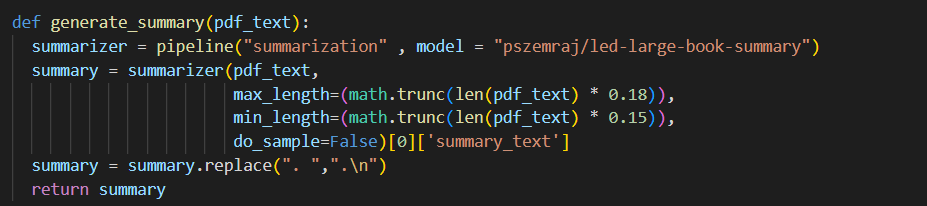 def generate_summary(pdf_text):
  summarizer = pipeline("summarization" , model = "pszemraj/led-large-book-summary")
  summary = summarizer(pdf_text,
                       max_length=(math.trunc(len(pdf_text) * 0.18)),
                       min_length=(math.trunc(len(pdf_text) * 0.15)),
                       do_sample=False)[0]['summary_text']
  summary = summary.replace(". ",".\n")
  return summary